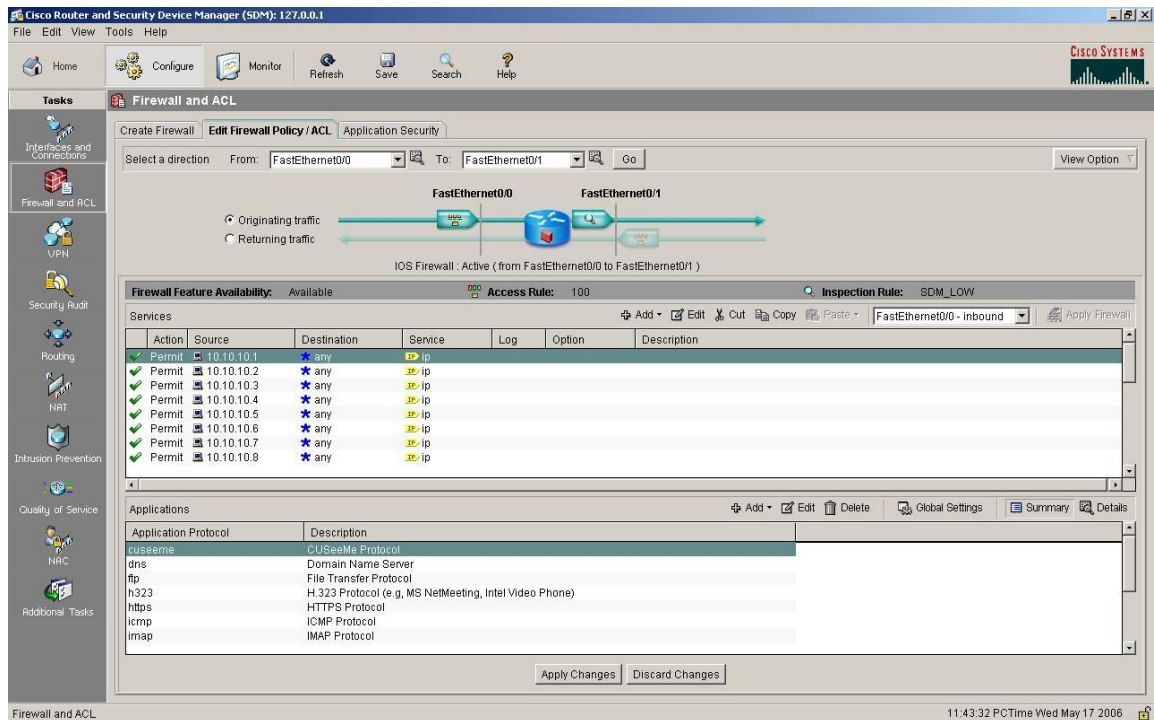 Cisco Router and Security Device Manager (SDM): 127.0.0.1
File Edit View Tools Help
Home Configure Monitor Refresh Save Search Help
CISCO SYSTEMS
Tasks
Firewall and ACL
Interfaces and Connections
Firewall and ACL
VPN
Security Audit
Routing
NAT
Intrusion Prevention
Quality of Service
NAC
Additional Tasks
Create Firewall Edit Firewall Policy / ACL Application Security
Select a direction From: FastEthernet0/0 To: FastEthernet0/1 Go View Option
FastEthernet0/0 FastEthernet0/1
Originating traffic
Returning traffic
IOS Firewall : Active ( from FastEthernet0/0 to FastEthernet0/1 )
Firewall Feature Availability: Available Access Rule: 100 Inspection Rule: SDM_LOW
Services Add Edit Cut Copy Paste FastEthernet0/0 - inbound Apply Firewall
Action Source Destination Service Log Option Description
Permit 10.10.10.1 any IP ip
Permit 10.10.10.2 any IP ip
Permit 10.10.10.3 any IP ip
Permit 10.10.10.4 any IP ip
Permit 10.10.10.5 any IP ip
Permit 10.10.10.6 any IP ip
Permit 10.10.10.7 any IP ip
Permit 10.10.10.8 any IP ip
Applications Add Edit Delete Global Settings Summary Details
Application Protocol Description
cuseeme CUSeeMe Protocol
dns Domain Name Server
ftp File Transfer Protocol
h323 H.323 Protocol (e.g, MS NetMeeting, Intel Video Phone)
https HTTPS Protocol
icmp ICMP Protocol
imap IMAP Protocol
Apply Changes Discard Changes
Firewall and ACL 11:43:32 PCTime Wed May 17 2006